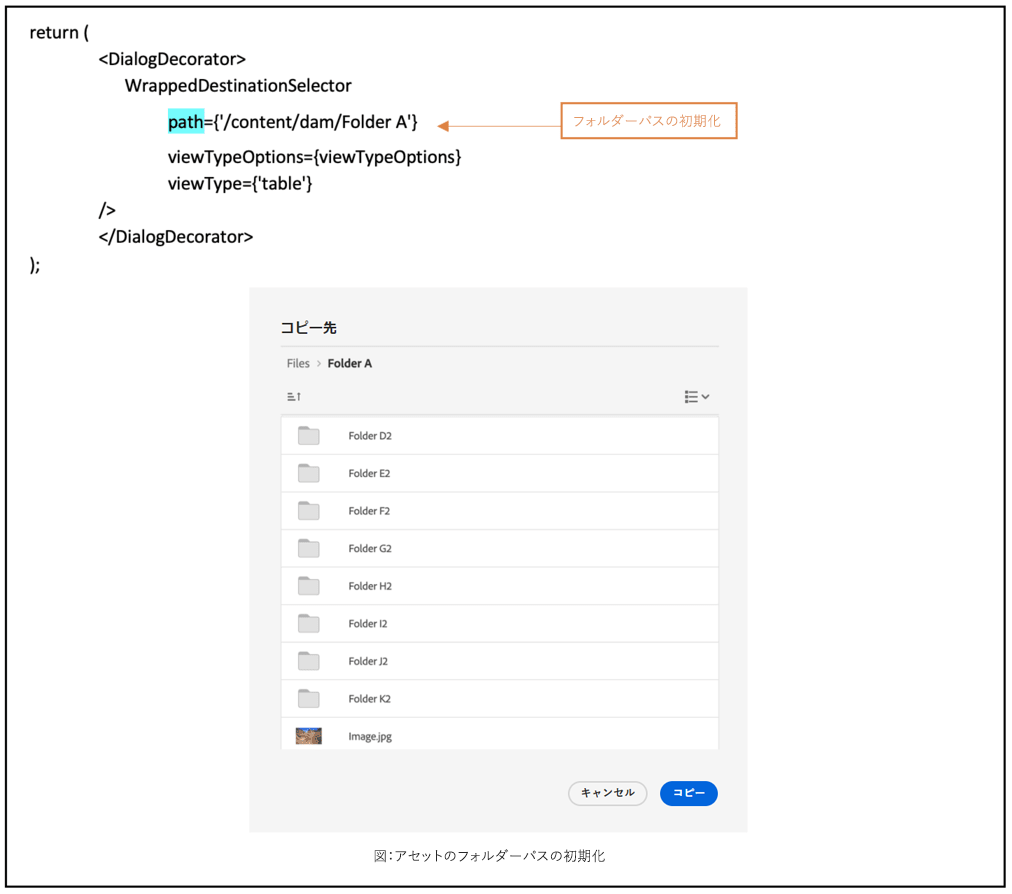 return (
<DialogDecorator>
WrappedDestinationSelector
path={'/content/dam/Folder A'}
フォルダーパスの初期化
viewTypeOptions={viewTypeOptions}
viewType={'table'}
/>
</DialogDecorator>
);
コピー先
Files > Folder A
Folder D2
Folder E2
Folder F2
Folder G2
Folder H2
Folder I2
Folder J2
Folder K2
Image.jpg
キャンセル
コピー
図：アセットのフォルダーパスの初期化